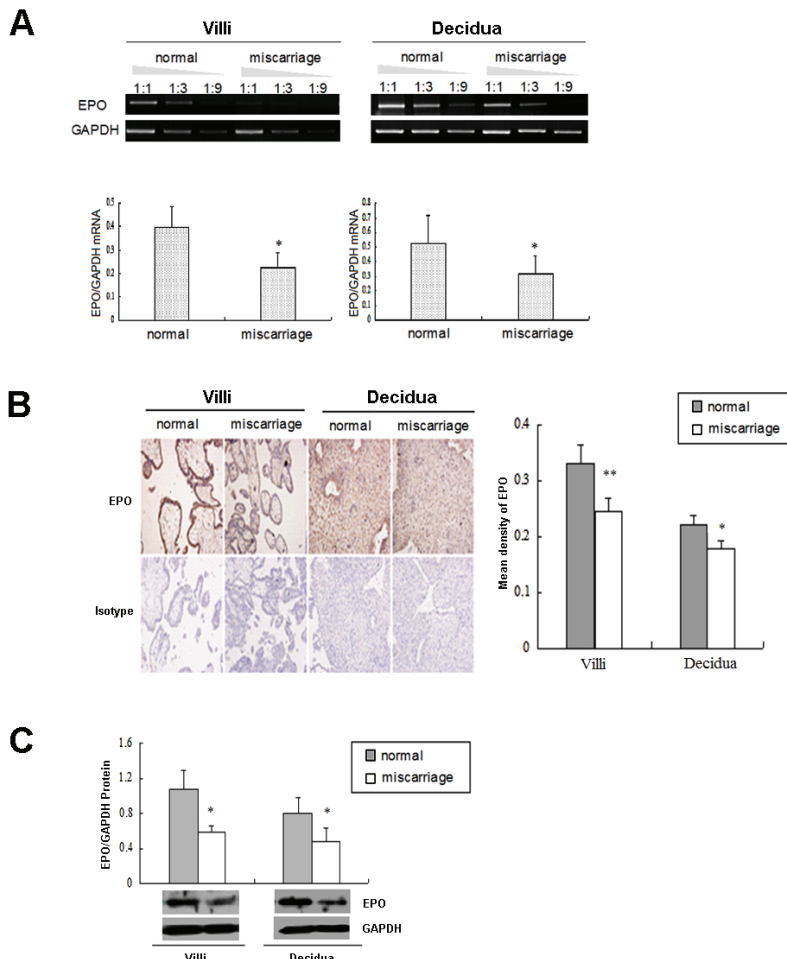 A
Villi Decidua
normal miscarriage normal miscarriage
1:1 1:3 1:9 1:1 1:3 1:9 1:1 1:3 1:9 1:1 1:3 1:9
EPO
GAPDH
EPO/GAPDH mRNA
0.5
0.4
0.3
0.2
0.1
0
*
normal miscarriage
EPO/GAPDH mRNA
0.8
0.7
0.6
0.5
0.4
0.3
0.2
0.1
0
*
normal miscarriage
B
Villi Decidua
normal miscarriage normal miscarriage
EPO
Isotype
normal
miscarriage
Mean density of EPO
0.4
0.3
0.2
0.1
0
**
*
Villi Decidua
C
EPO/GAPDH Protein
1.6
1.2
0.8
0.4
0
*
*
normal
miscarriage
EPO
GAPDH
Villi Decidua